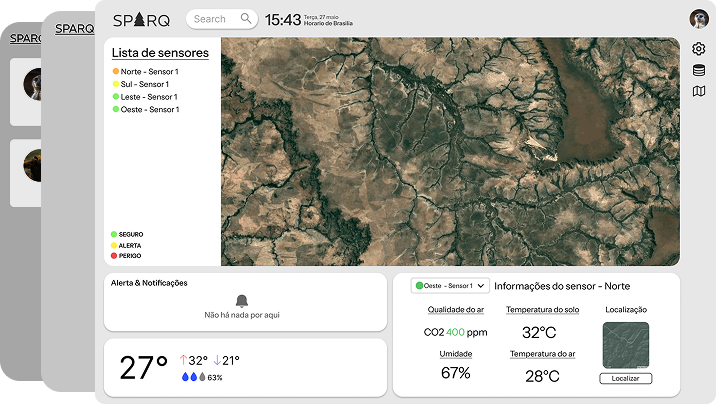 SPARQ
SPARQ
SPARQ
Search
15:43
Terça, 27 maio
Horario de Brasilia
Lista de sensores
Norte - Sensor 1
Sul - Sensor 1
Leste - Sensor 1
Oeste - Sensor 1
SEGURO
ALERTA
PERIGO
Alerta & Notificações
Não há nada por aqui
27° 32° 21°
63%
Oeste - Sensor 1
Informações do sensor - Norte
Qualidade do ar
Temperatura do solo
Localização
CO2 400 ppm
32°C
Umidade
Temperatura do ar
67%
28°C
Localizar